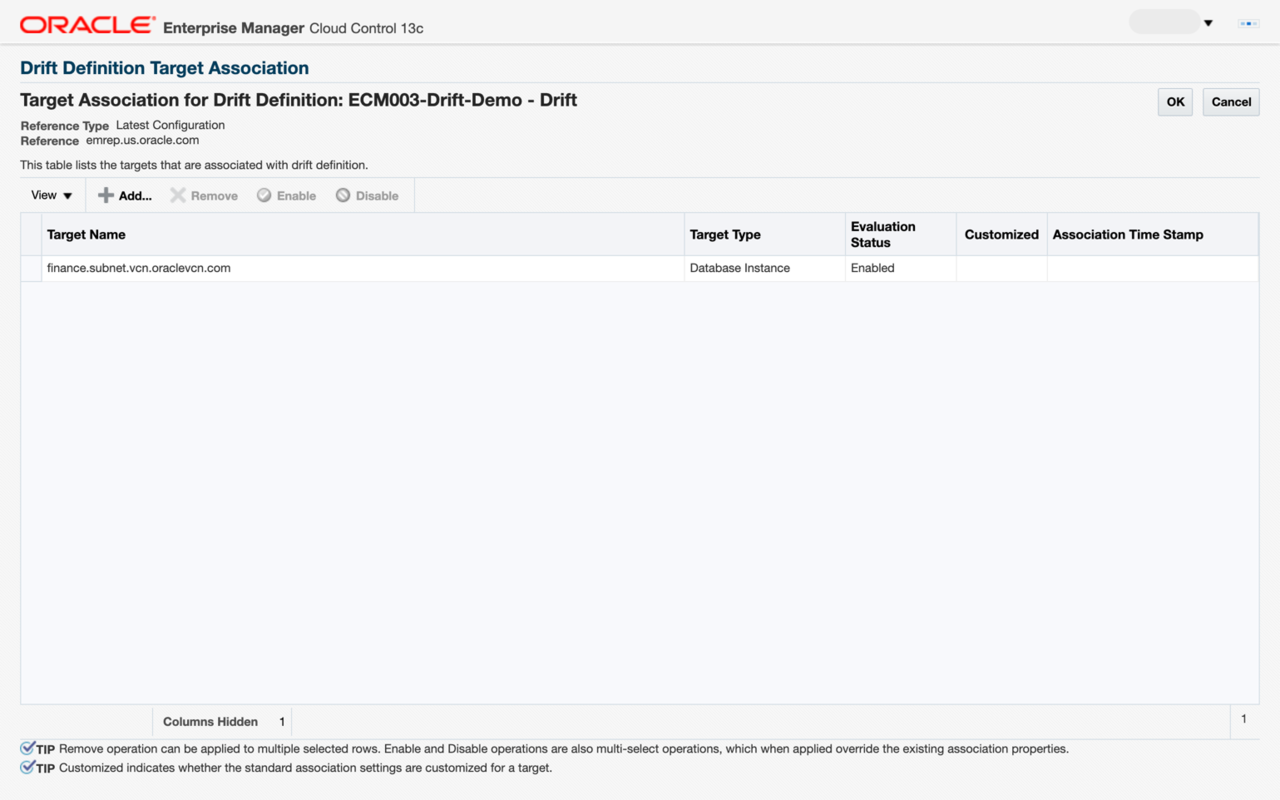 ORACLE® Enterprise Manager Cloud Control 13c
Drift Definition Target Association
Target Association for Drift Definition: ECM003-Drift-Demo - Drift
OK Cancel
Reference Type Latest Configuration
Reference emrep.us.oracle.com
This table lists the targets that are associated with drift definition.
View Add... Remove Enable Disable
Target Name Target Type Evaluation Status Customized Association Time Stamp
finance.subnet.vcn.oraclevcn.com Database Instance Enabled
Columns Hidden 1 1
TIP Remove operation can be applied to multiple selected rows. Enable and Disable operations are also multi-select operations, which when applied override the existing association properties.
TIP Customized indicates whether the standard association settings are customized for a target.